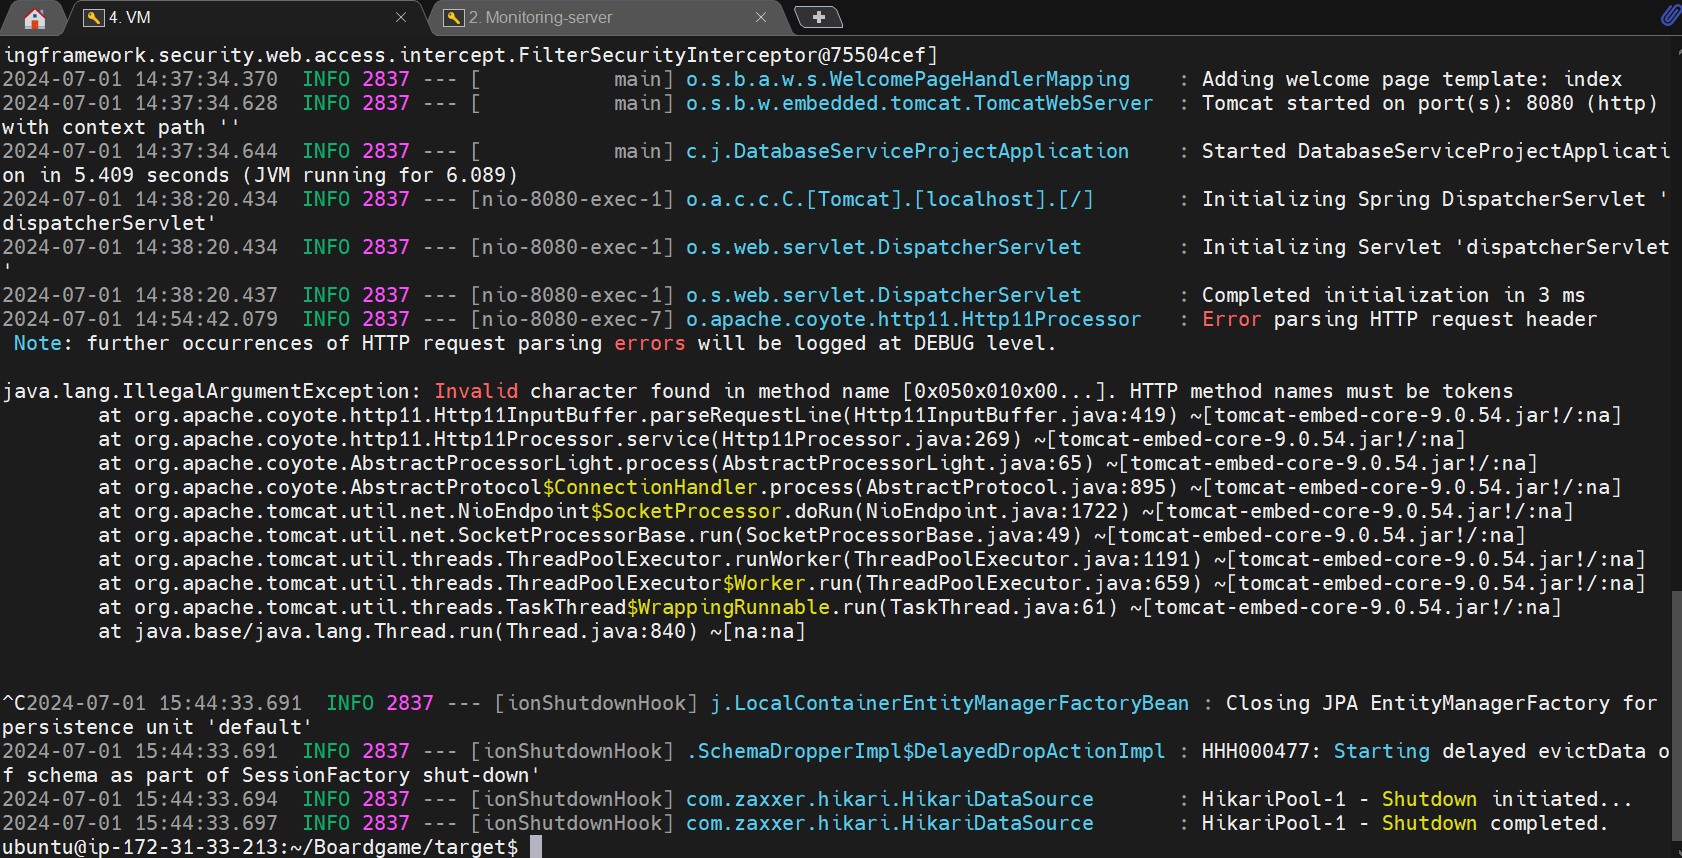 4. VM
2. Monitoring-server
ingframework.security.web.access.intercept.FilterSecurityInterceptor@75504cef]
2024-07-01 14:37:34.370  INFO 2837 --- [           main] o.s.b.a.w.s.WelcomePageHandlerMapping    : Adding welcome page template: index
2024-07-01 14:37:34.628  INFO 2837 --- [           main] o.s.b.w.embedded.tomcat.TomcatWebServer  : Tomcat started on port(s): 8080 (http)
with context path ''
2024-07-01 14:37:34.644  INFO 2837 --- [           main] c.j.DatabaseServiceProjectApplication    : Started DatabaseServiceProjectApplicati
on in 5.409 seconds (JVM running for 6.089)
2024-07-01 14:38:20.434  INFO 2837 --- [nio-8080-exec-1] o.a.c.c.C.[Tomcat].[localhost].[/]       : Initializing Spring DispatcherServlet '
dispatcherServlet'
2024-07-01 14:38:20.434  INFO 2837 --- [nio-8080-exec-1] o.s.web.servlet.DispatcherServlet        : Initializing Servlet 'dispatcherServlet
'
2024-07-01 14:38:20.437  INFO 2837 --- [nio-8080-exec-1] o.s.web.servlet.DispatcherServlet        : Completed initialization in 3 ms
2024-07-01 14:54:42.079  INFO 2837 --- [nio-8080-exec-7] o.apache.coyote.http11.Http11Processor   : Error parsing HTTP request header
 Note: further occurrences of HTTP request parsing errors will be logged at DEBUG level.
java.lang.IllegalArgumentException: Invalid character found in method name [0x050x010x00...]. HTTP method names must be tokens
        at org.apache.coyote.http11.Http11InputBuffer.parseRequestLine(Http11InputBuffer.java:419) ~[tomcat-embed-core-9.0.54.jar!/:na]
        at org.apache.coyote.http11.Http11Processor.service(Http11Processor.java:269) ~[tomcat-embed-core-9.0.54.jar!/:na]
        at org.apache.coyote.AbstractProcessorLight.process(AbstractProcessorLight.java:65) ~[tomcat-embed-core-9.0.54.jar!/:na]
        at org.apache.coyote.AbstractProtocol$ConnectionHandler.process(AbstractProtocol.java:895) ~[tomcat-embed-core-9.0.54.jar!/:na]
        at org.apache.tomcat.util.net.NioEndpoint$SocketProcessor.doRun(NioEndpoint.java:1722) ~[tomcat-embed-core-9.0.54.jar!/:na]
        at org.apache.tomcat.util.net.SocketProcessorBase.run(SocketProcessorBase.java:49) ~[tomcat-embed-core-9.0.54.jar!/:na]
        at org.apache.tomcat.util.threads.ThreadPoolExecutor.runWorker(ThreadPoolExecutor.java:1191) ~[tomcat-embed-core-9.0.54.jar!/:na]
        at org.apache.tomcat.util.threads.ThreadPoolExecutor$Worker.run(ThreadPoolExecutor.java:659) ~[tomcat-embed-core-9.0.54.jar!/:na]
        at org.apache.tomcat.util.threads.TaskThread$WrappingRunnable.run(TaskThread.java:61) ~[tomcat-embed-core-9.0.54.jar!/:na]
        at java.base/java.lang.Thread.run(Thread.java:840) ~[na:na]
^C2024-07-01 15:44:33.691  INFO 2837 --- [ionShutdownHook] j.LocalContainerEntityManagerFactoryBean : Closing JPA EntityManagerFactory for
persistence unit 'default'
2024-07-01 15:44:33.691  INFO 2837 --- [ionShutdownHook] .SchemaDropperImpl$DelayedDropActionImpl : HHH000477: Starting delayed evictData o
f schema as part of SessionFactory shut-down'
2024-07-01 15:44:33.694  INFO 2837 --- [ionShutdownHook] com.zaxxer.hikari.HikariDataSource       : HikariPool-1 - Shutdown initiated...
2024-07-01 15:44:33.697  INFO 2837 --- [ionShutdownHook] com.zaxxer.hikari.HikariDataSource       : HikariPool-1 - Shutdown completed.
ubuntu@ip-172-31-33-213:~/Boardgame/target$